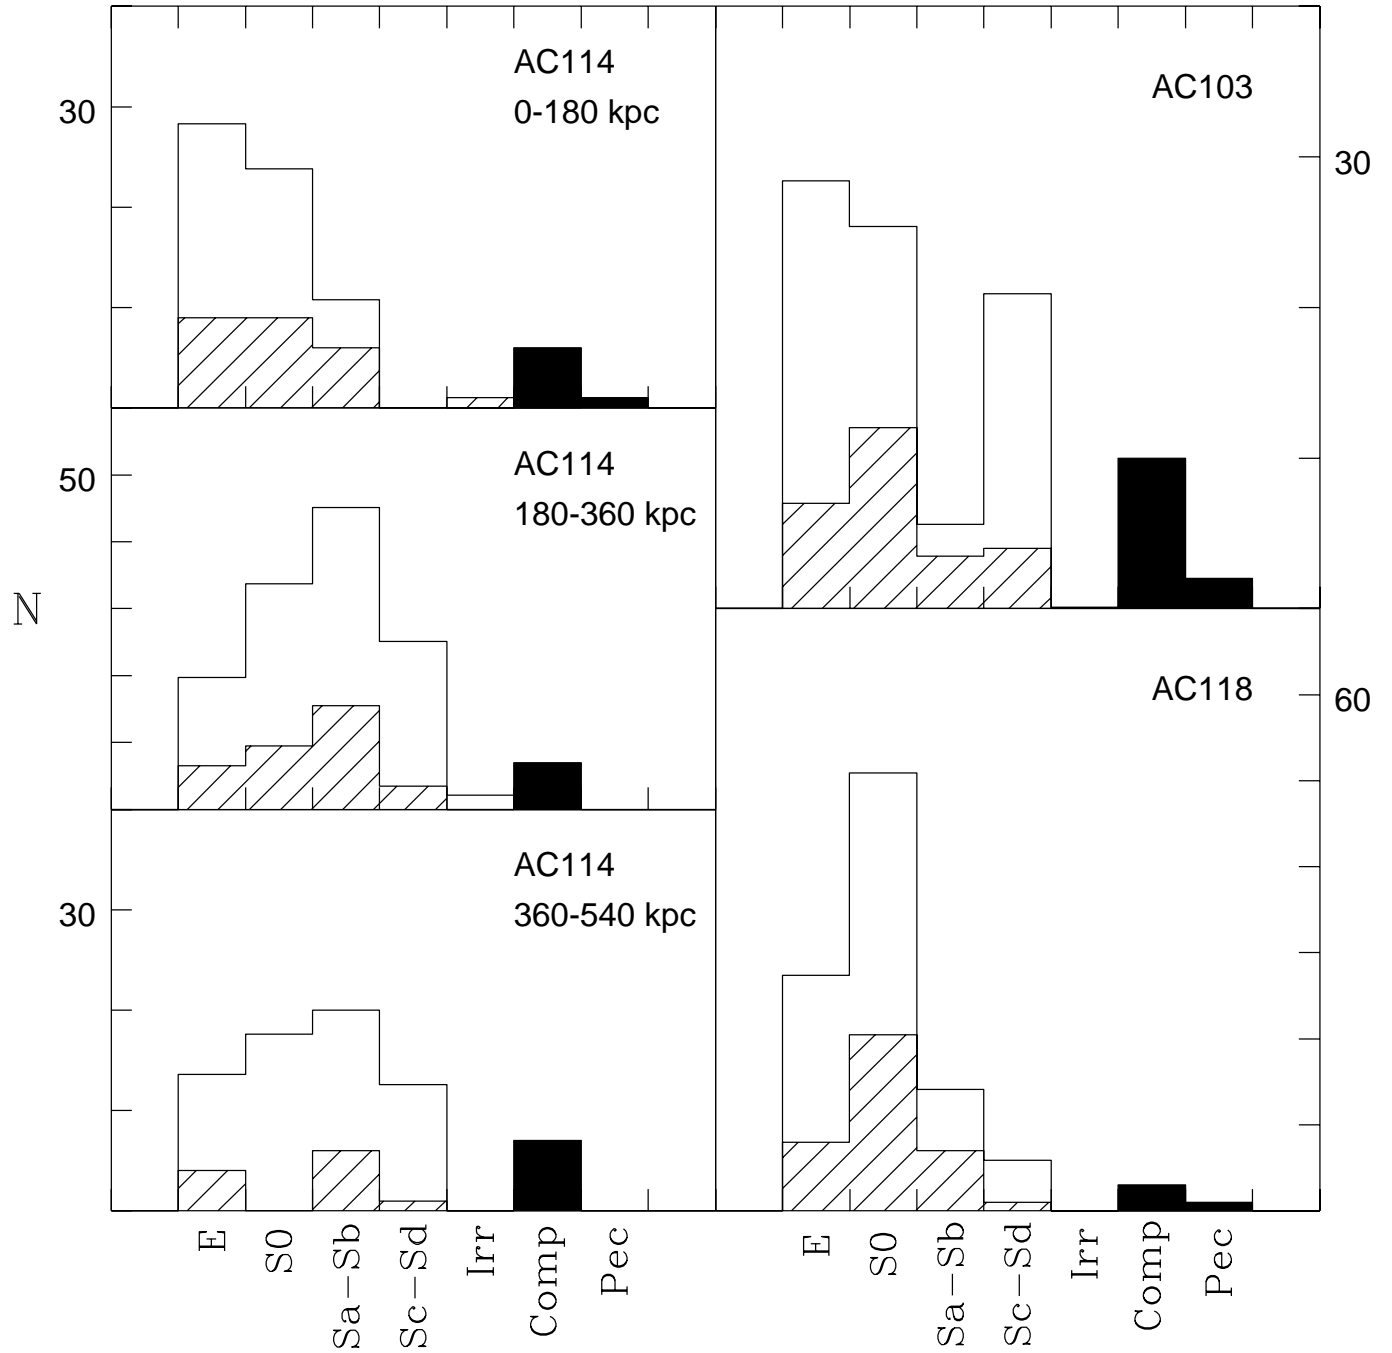 AC114
0-180 kpc
30
AC103
30
AC114
180-360 kpc
50
N
AC118
60
AC114
360-540 kpc
30
E
S0
Sa-Sb
Sc-Sd
Irr
Comp
Pec
E
S0
Sa-Sb
Sc-Sd
Irr
Comp
Pec